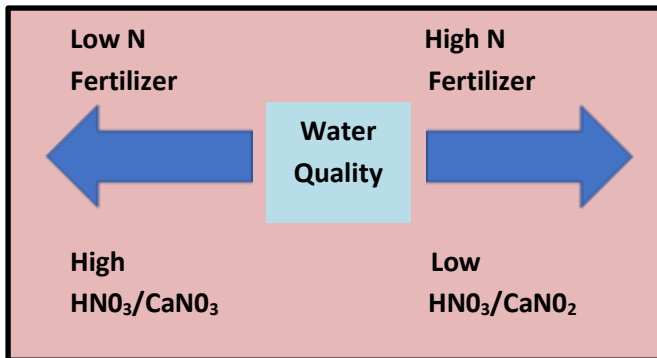 Low N
Fertilizer
High N
Fertilizer
Water
Quality
High
HN0₃/CaN0₃
Low
HN0₃/CaN0₂